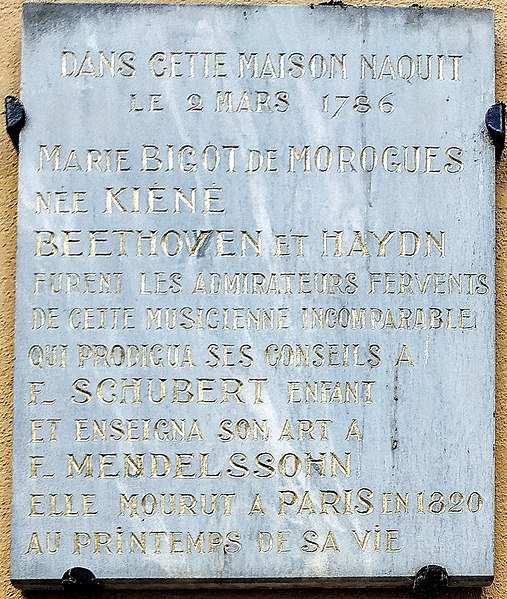 DANS CETTE MAISON NAQUIT
LE 2 MARS 1786
MARIE BIGOT DE MOROGUES
NÉE KIÉNÉ
BEETHOVEN ET HAYDN
FURENT LES ADMIRATEURS FERVENTS
DE CETTE MUSICIENNE INCOMPARABLE
QUI PRODIGUA SES CONSEILS A
F. SCHUBERT ENFANT
ET ENSEIGNA SON ART A
F. MENDELSSOHN
ELLE MOURUT A PARIS EN 1820
AU PRINTEMPS DE SA VIE